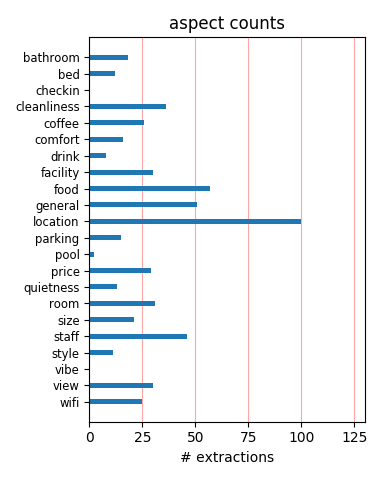 aspect counts
bathroom
bed
checkin
cleanliness
coffee
comfort
drink
facility
food
general
location
parking
pool
price
quietness
room
size
staff
style
vibe
view
wifi
0 25 50 75 100 125
# extractions